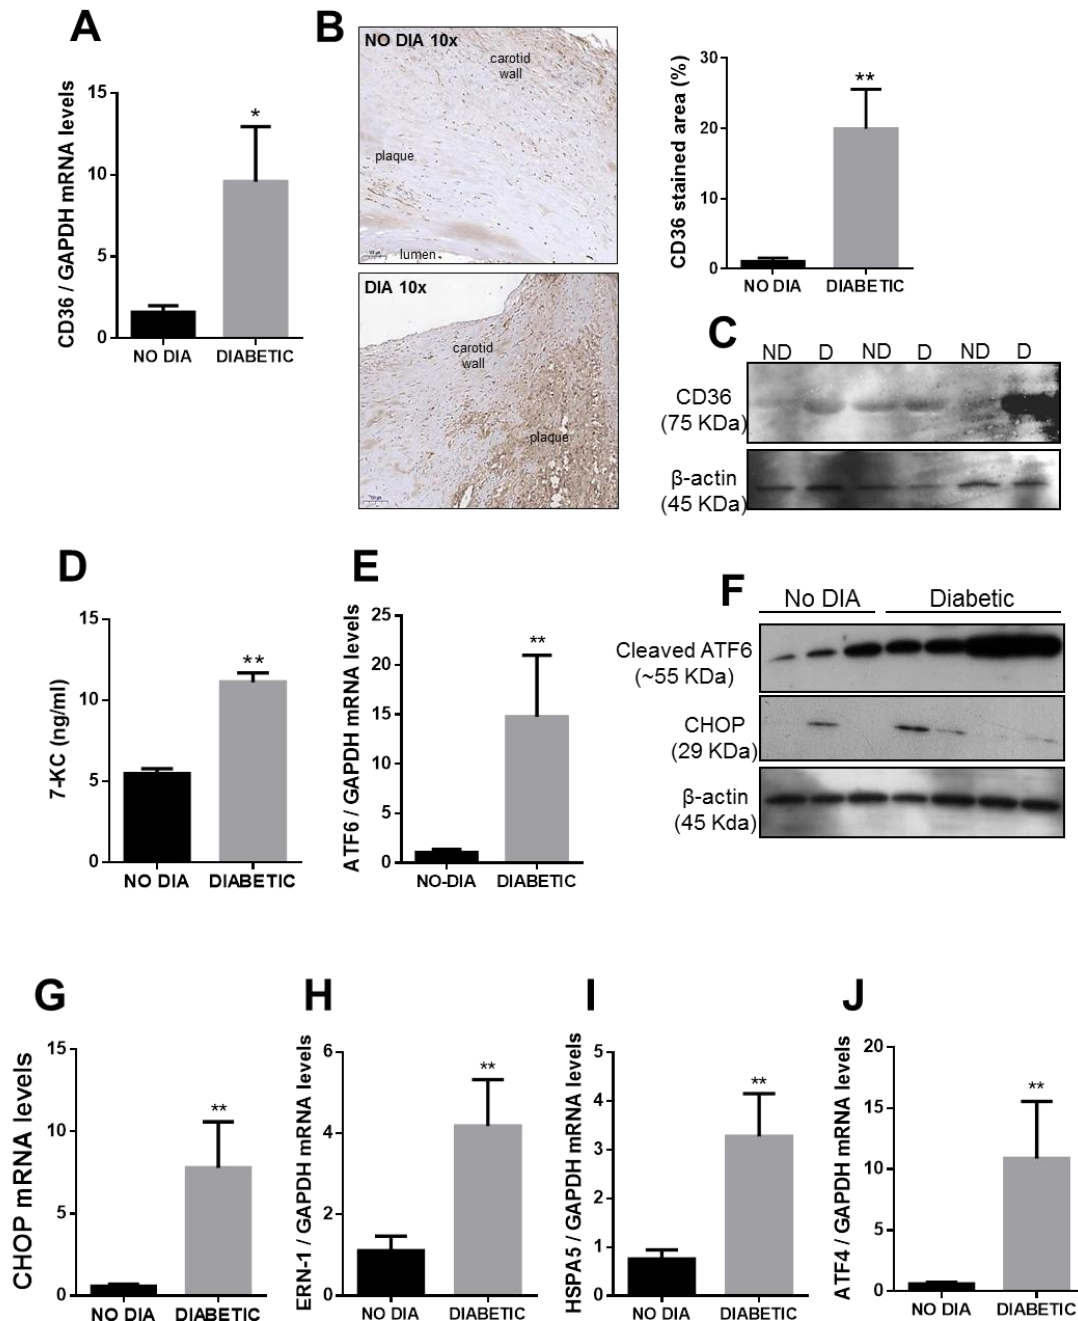 A
CD36 / GAPDH mRNA levels
15
10
5
0
*
NO DIA
DIABETIC
B
NO DIA 10x
carotid
wall
plaque
lumen
DIA 10x
carotid
wall
plaque
CD36 stained area (%)
30
20
10
0
**
NO DIA
DIABETIC
C
ND D ND D ND D
CD36
(75 KDa)
β-actin
(45 KDa)
D
7-KC (ng/ml)
15
10
5
0
**
NO DIA
DIABETIC
E
ATF6 / GAPDH mRNA levels
25
20
15
10
5
0
**
NO-DIA
DIABETIC
F
No DIA
Diabetic
Cleaved ATF6
(~55 KDa)
CHOP
(29 KDa)
β-actin
(45 Kda)
G
CHOP mRNA levels
15
10
5
0
**
NO DIA
DIABETIC
H
ERN-1 / GAPDH mRNA levels
6
4
2
0
**
NO DIA
DIABETIC
I
HSPA5 / GAPDH mRNA levels
5
4
3
2
1
0
**
NO DIA
DIABETIC
J
ATF4 / GAPDH mRNA levels
20
15
10
5
0
**
NO DIA
DIABETIC